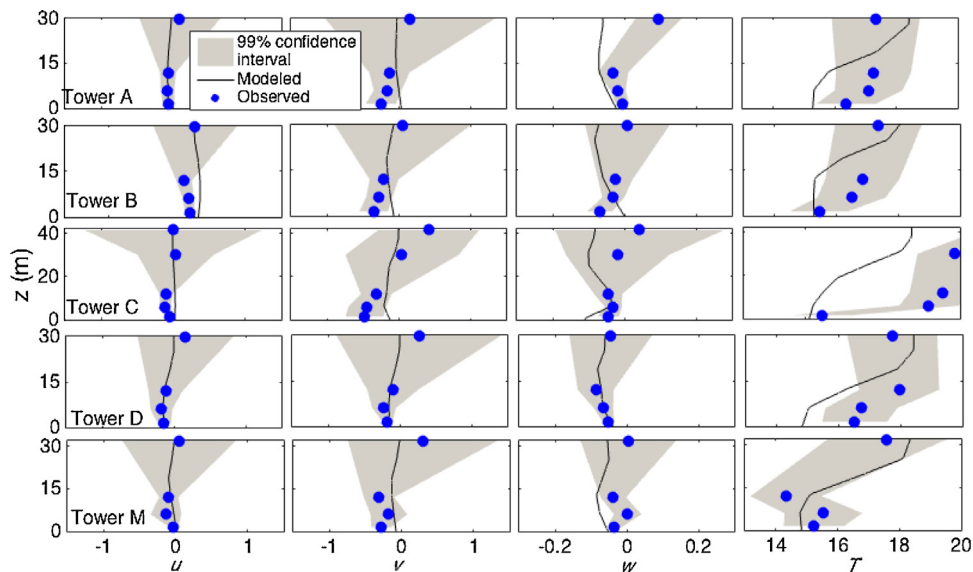 30
15
0
Tower A
99% confidence
interval
Modeled
Observed
30
15
0
Tower B
z (m)
40
20
0
Tower C
30
15
0
Tower D
30
15
0
Tower M
-1 0 1
-1 0 1
-0.2 0 0.2
14 16 18 20
u
v
w
T